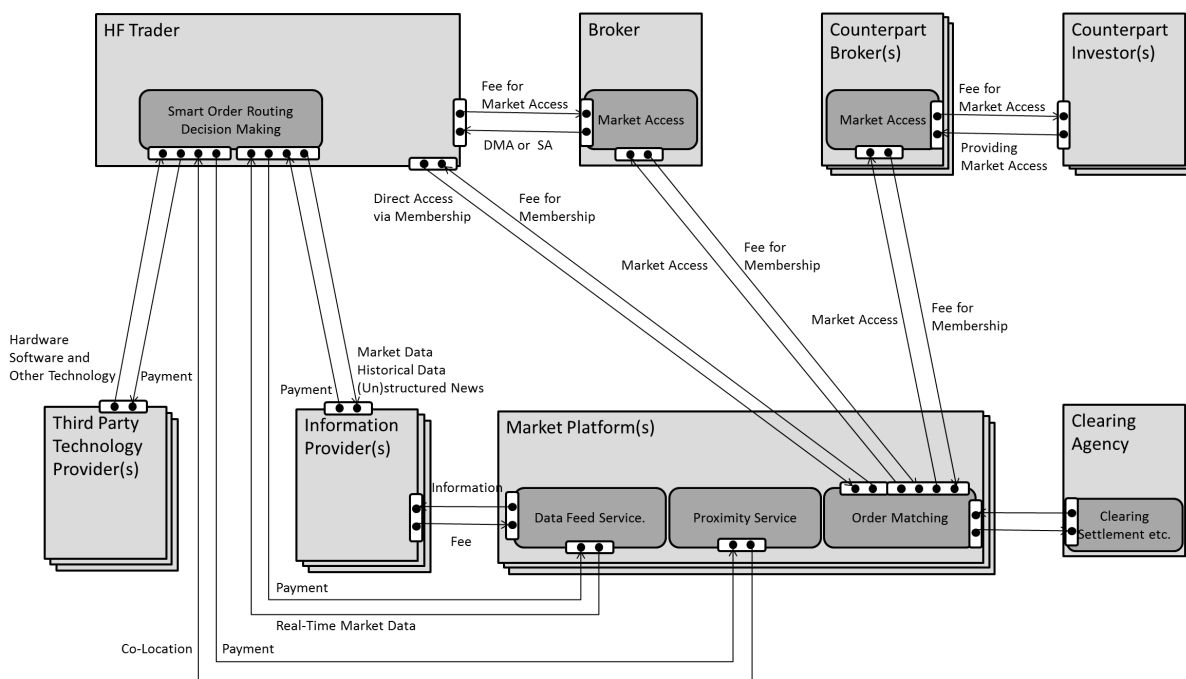 HF Trader
Broker
Counterpart
Broker(s)
Counterpart
Investor(s)
Smart Order Routing
Decision Making
Fee for
Market Access
DMA or SA
Market Access
Market Access
Fee for
Market Access
Providing
Market Access
Direct Access
via Membership
Fee for
Membership
Market Access
Fee for
Membership
Market Access
Fee for
Membership
Hardware
Software and
Other Technology
Payment
Payment
Market Data
Historical Data
(Un)structured News
Third Party
Technology
Provider(s)
Information
Provider(s)
Market Platform(s)
Clearing
Agency
Information
Fee
Data Feed Service.
Proximity Service
Order Matching
Clearing
Settlement etc.
Payment
Real-Time Market Data
Co-Location
Payment